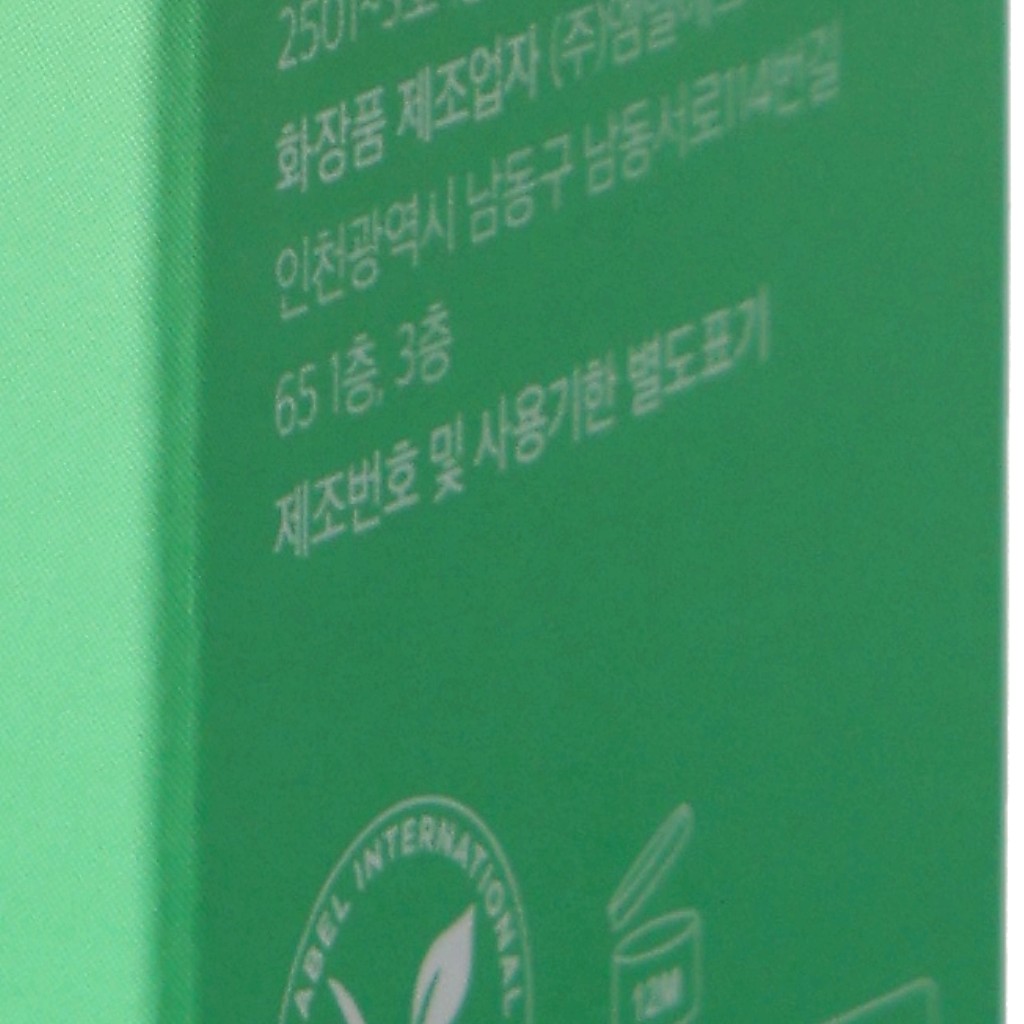 화장품 제조업자
인천광역시 남동구 남동서로114번길
65 1층, 3층
제조번호 및 사용기한 별도표기
ABEL INTERNATIONAL
12M